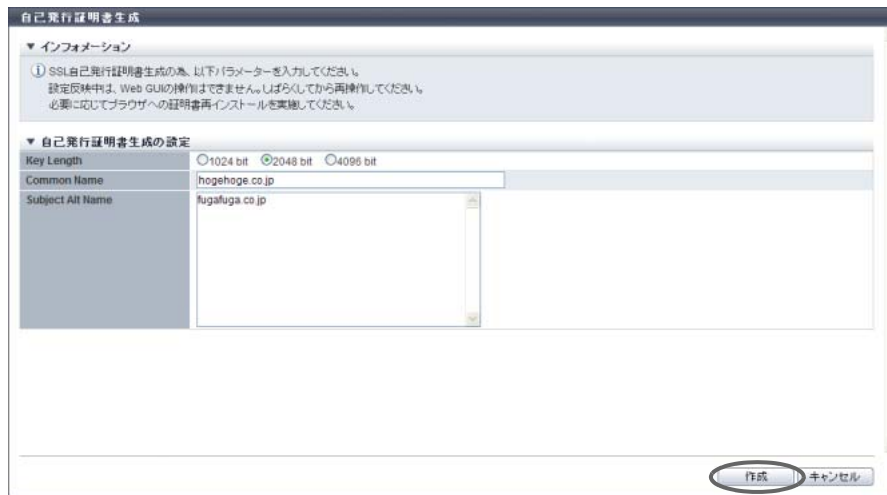 自己発行証明書生成
▼ インフォメーション
SSL自己発行証明書生成の為、以下パラメーターを入力してください。
設定反映中は、Web GUIの操作はできません。しばらくしてから再操作してください。
必要に応じてブラウザへの証明書再インストールを実施してください。
▼ 自己発行証明書生成の設定
Key Length 1024 bit 2048 bit 4096 bit
Common Name hogehoge.co.jp
Subject Alt Name fugafuga.co.jp
作成 キャンセル